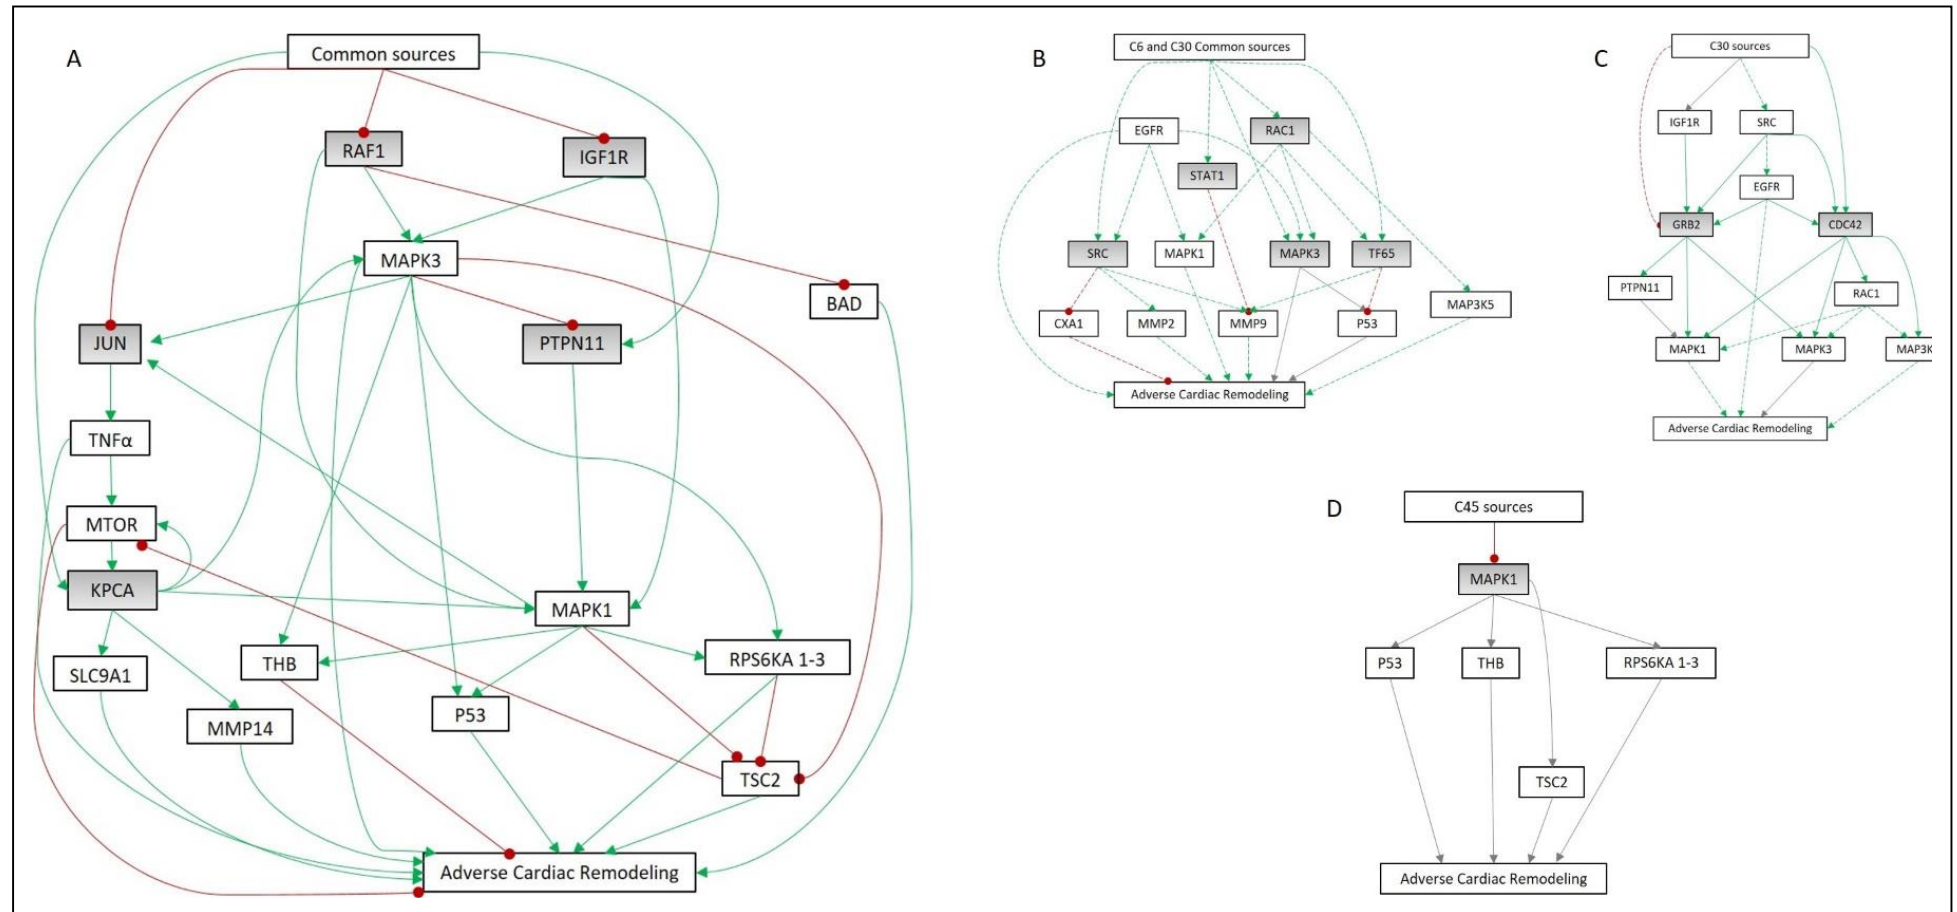 A
Common sources
RAF1
IGF1R
MAPK3
BAD
JUN
PTPN11
TNFα
MTOR
KPCA
MAPK1
SLC9A1
THB
RPS6KA 1-3
MMP14
P53
TSC2
Adverse Cardiac Remodeling
B
C6 and C30 Common sources
EGFR
RAC1
STAT1
SRC
MAPK1
MAPK3
TF65
MAP3K5
CXA1
MMP2
MMP9
P53
Adverse Cardiac Remodeling
C
C30 sources
IGF1R
SRC
EGFR
GRB2
CDC42
PTPN11
RAC1
MAPK1
MAPK3
MAP3K
Adverse Cardiac Remodeling
D
C45 sources
MAPK1
P53
THB
RPS6KA 1-3
TSC2
Adverse Cardiac Remodeling